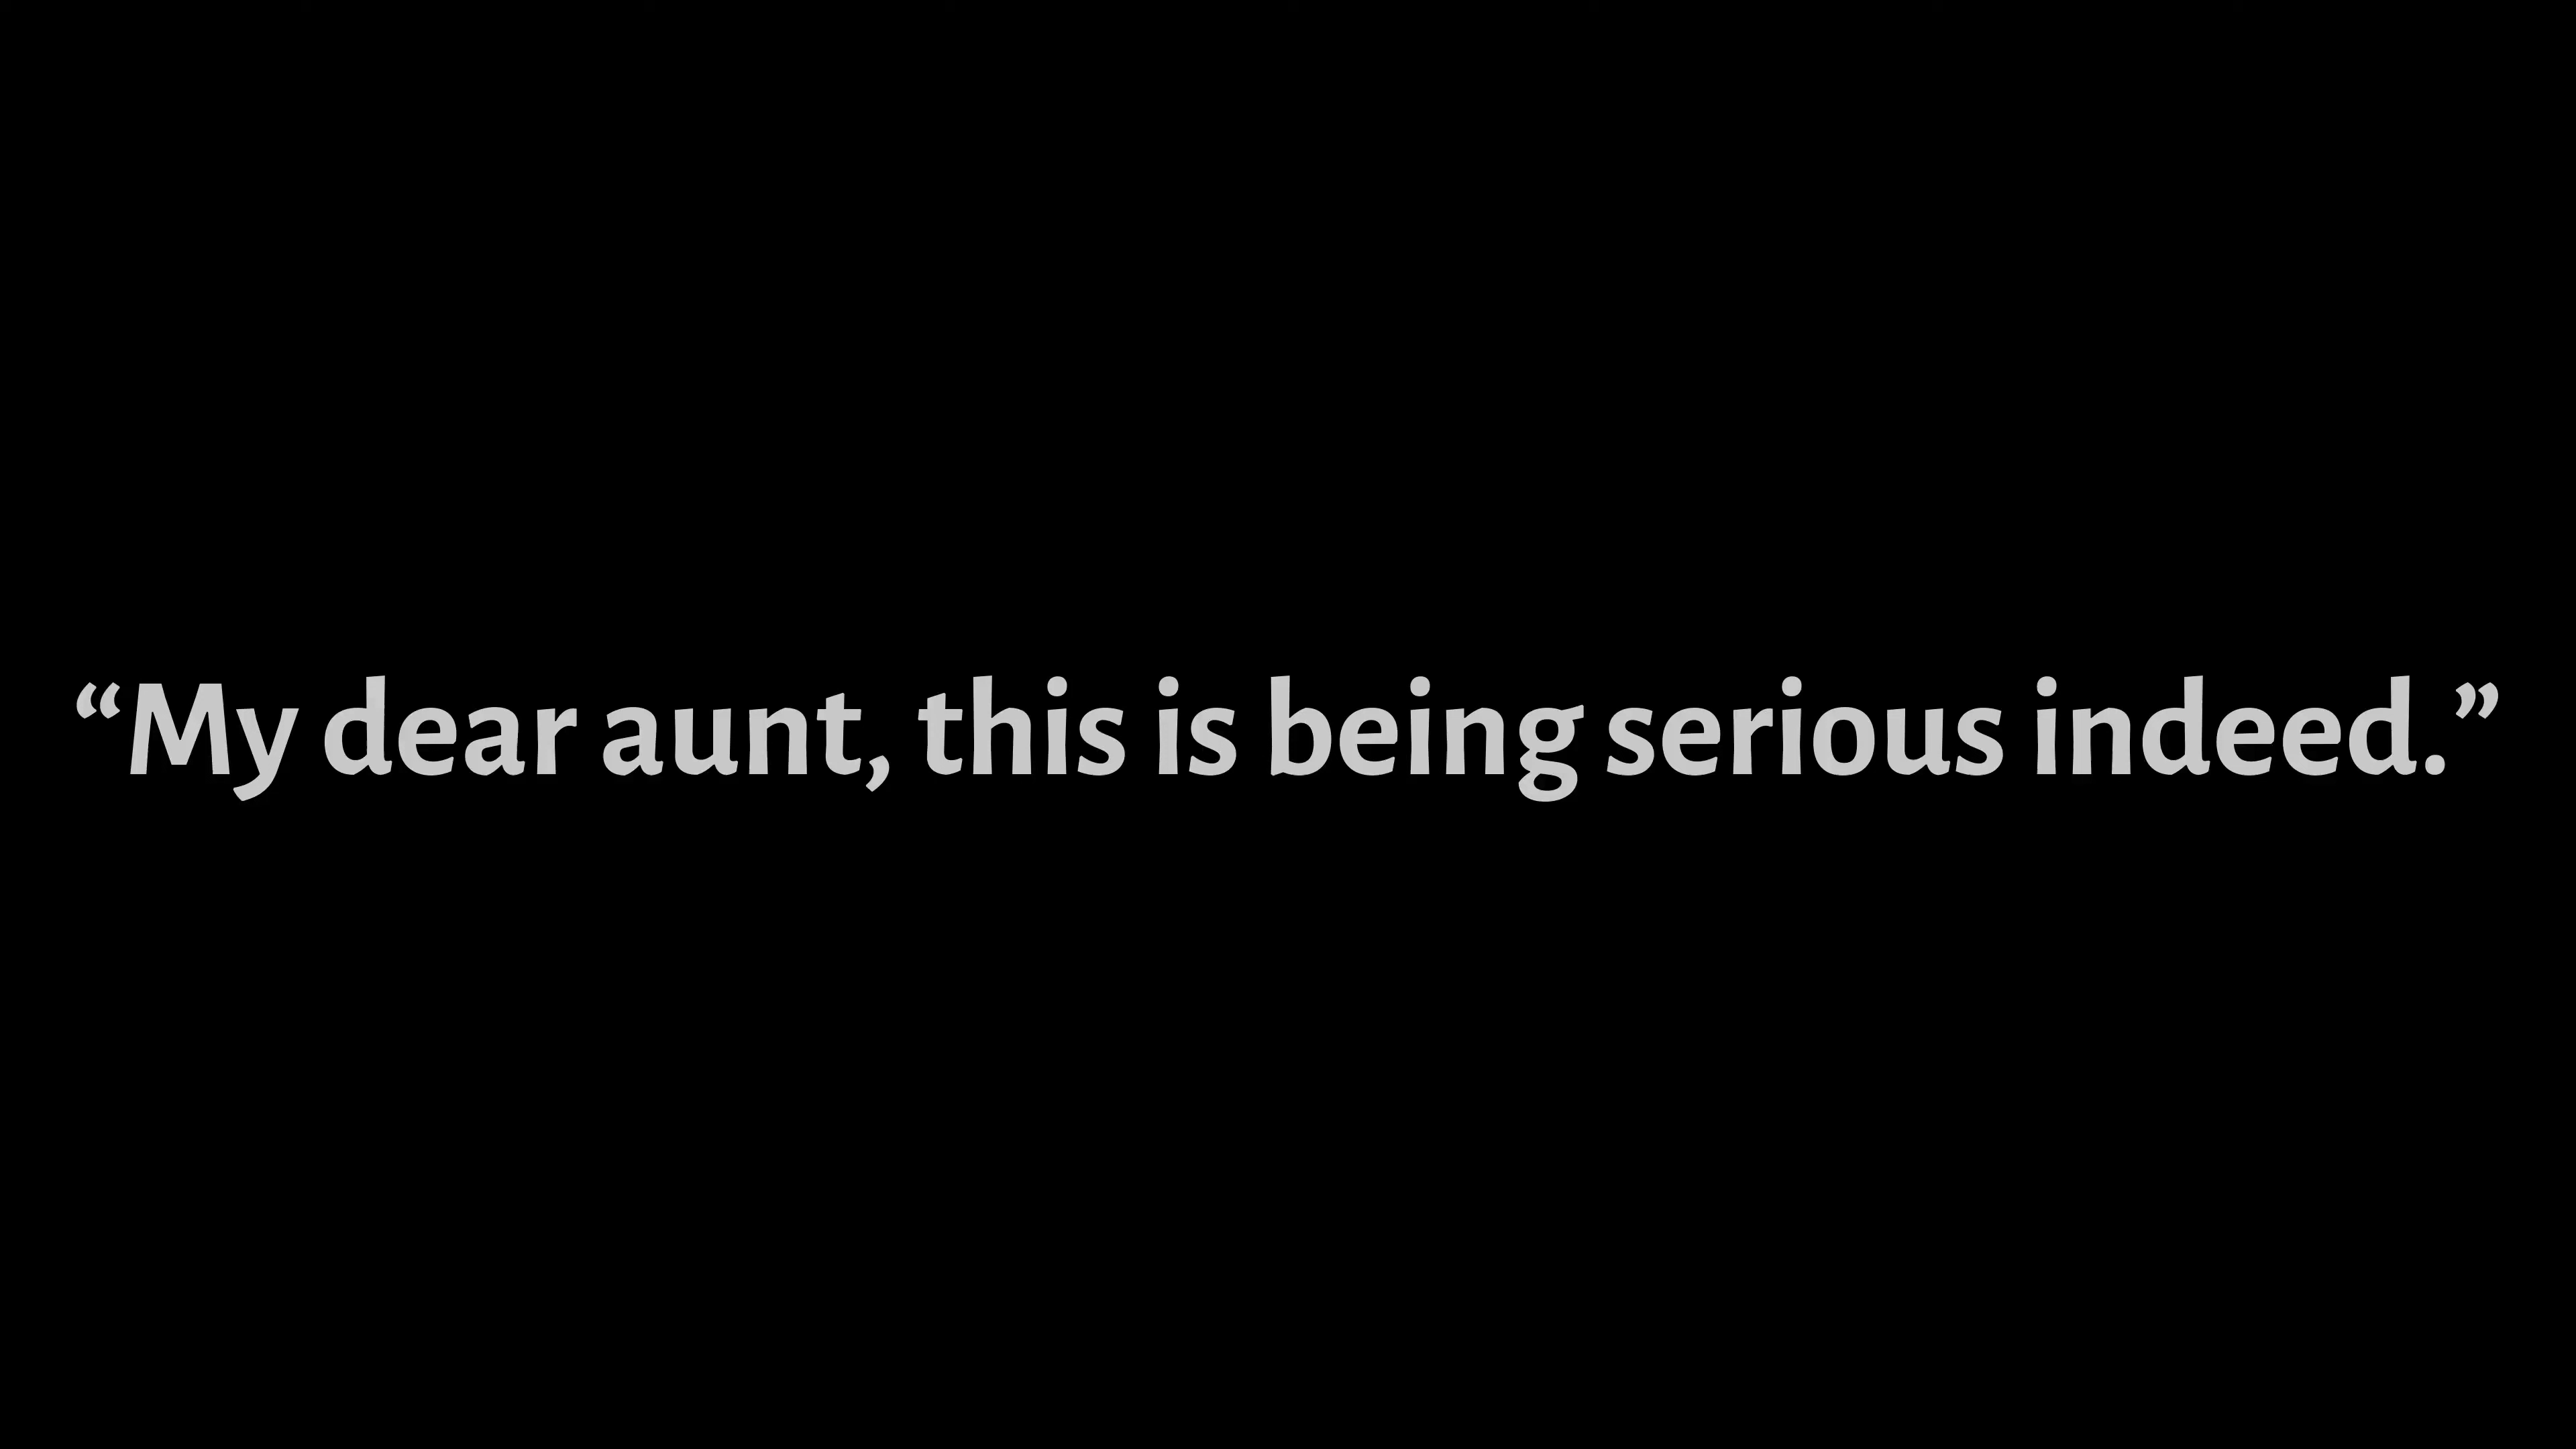 “My dear aunt, this is being serious indeed.”